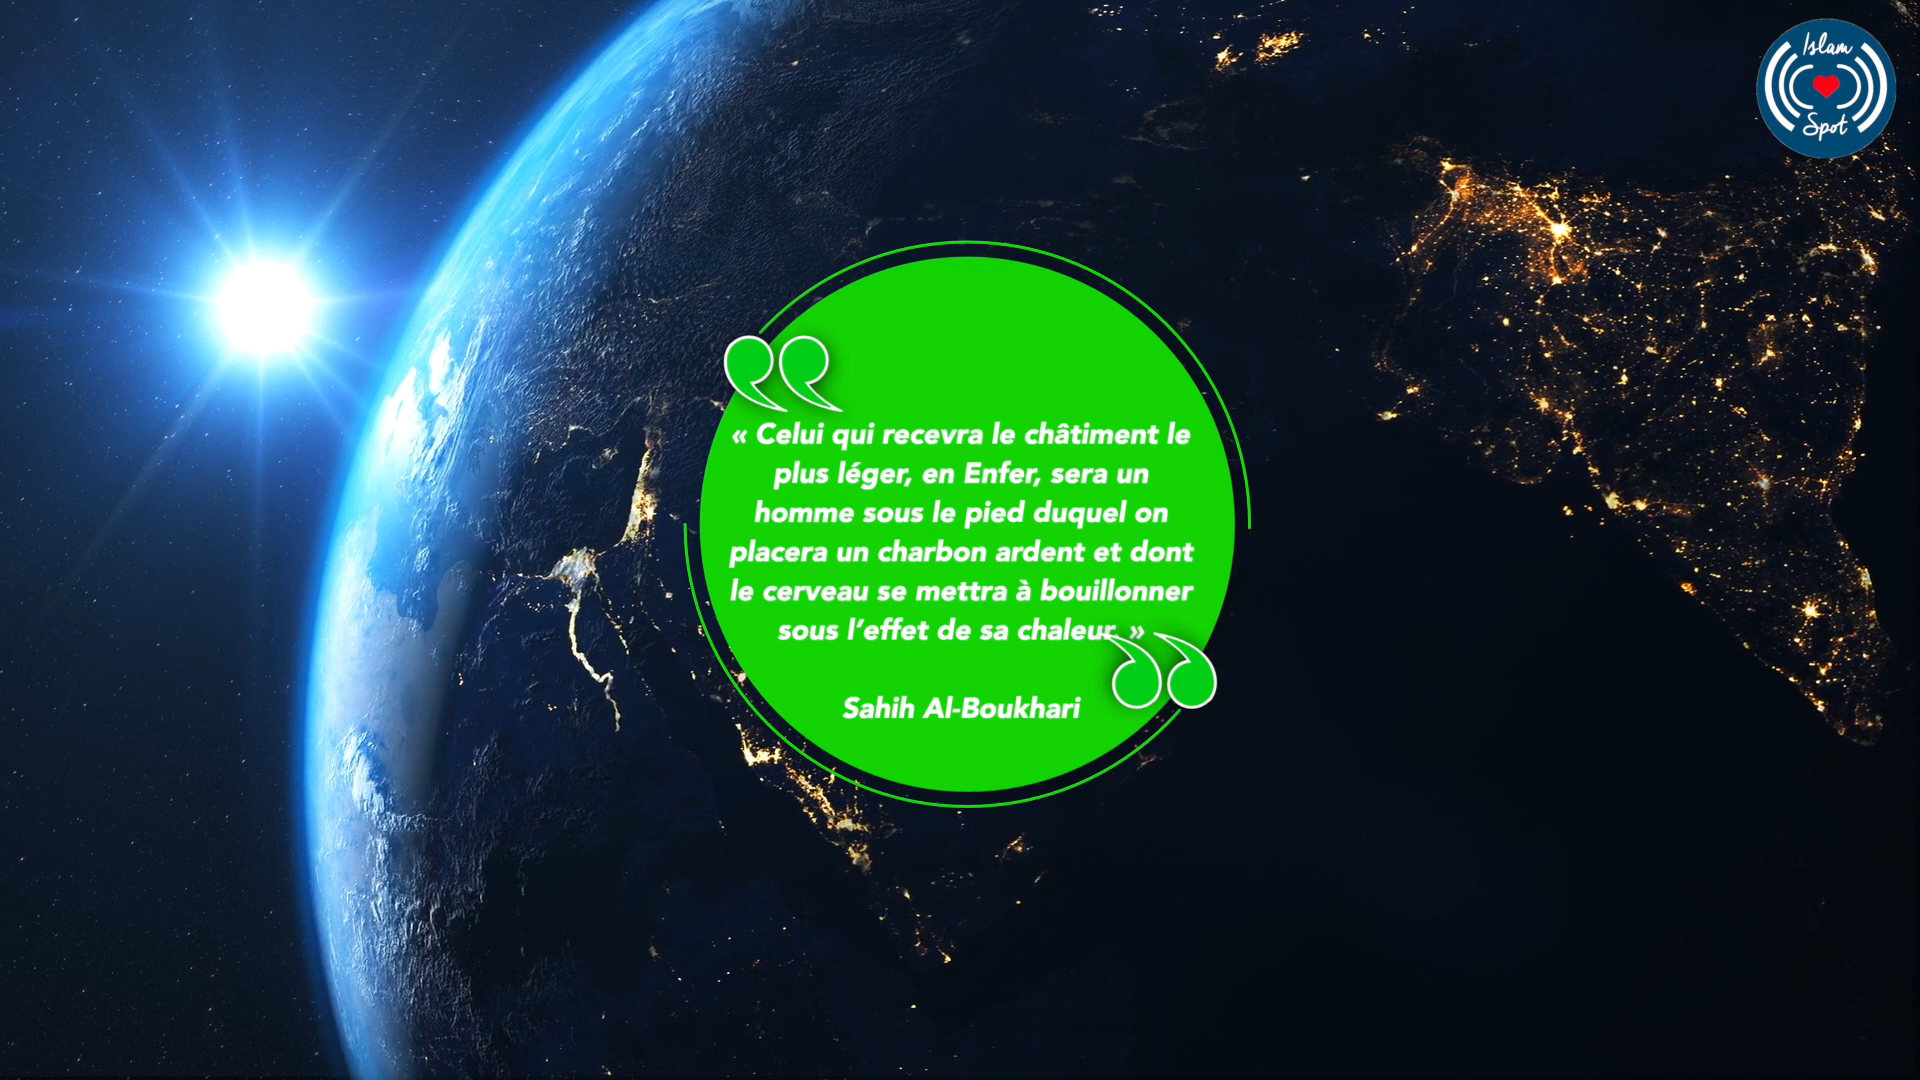 Islam
Spot
« Celui qui recevra le châtiment le
plus léger, en Enfer, sera un
homme sous le pied duquel on
placera un charbon ardent et dont
le cerveau se mettra à bouillonner
sous l’effet de sa chaleur. »
Sahih Al-Boukhari